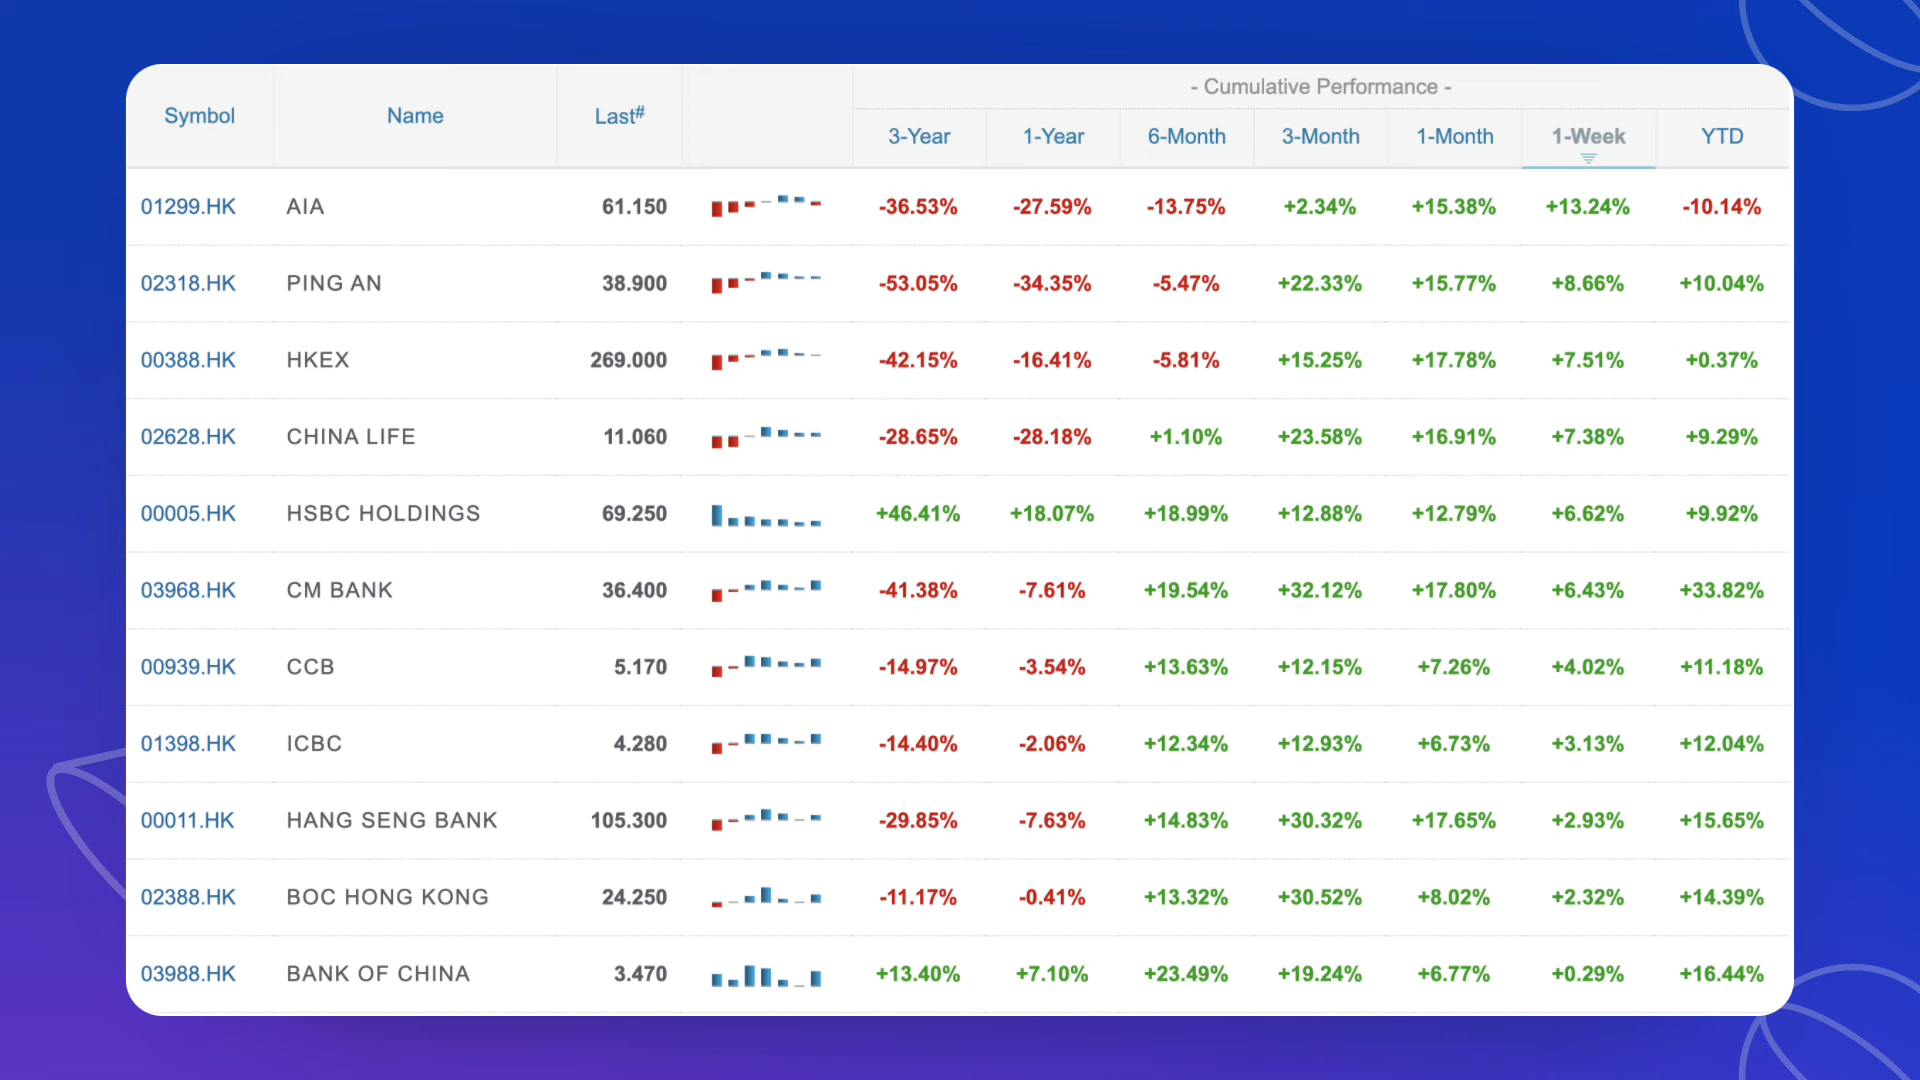 - Cumulative Performance -
Symbol Name Last# 3-Year 1-Year 6-Month 3-Month 1-Month 1-Week YTD
01299.HK AIA 61.150 -36.53% -27.59% -13.75% +2.34% +15.38% +13.24% -10.14%
02318.HK PING AN 38.900 -53.05% -34.35% -5.47% +22.33% +15.77% +8.66% +10.04%
00388.HK HKEX 269.000 -42.15% -16.41% -5.81% +15.25% +17.78% +7.51% +0.37%
02628.HK CHINA LIFE 11.060 -28.65% -28.18% +1.10% +23.58% +16.91% +7.38% +9.29%
00005.HK HSBC HOLDINGS 69.250 +46.41% +18.07% +18.99% +12.88% +12.79% +6.62% +9.92%
03968.HK CM BANK 36.400 -41.38% -7.61% +19.54% +32.12% +17.80% +6.43% +33.82%
00939.HK CCB 5.170 -14.97% -3.54% +13.63% +12.15% +7.26% +4.02% +11.18%
01398.HK ICBC 4.280 -14.40% -2.06% +12.34% +12.93% +6.73% +3.13% +12.04%
00011.HK HANG SENG BANK 105.300 -29.85% -7.63% +14.83% +30.32% +17.65% +2.93% +15.65%
02388.HK BOC HONG KONG 24.250 -11.17% -0.41% +13.32% +30.52% +8.02% +2.32% +14.39%
03988.HK BANK OF CHINA 3.470 +13.40% +7.10% +23.49% +19.24% +6.77% +0.29% +16.44%